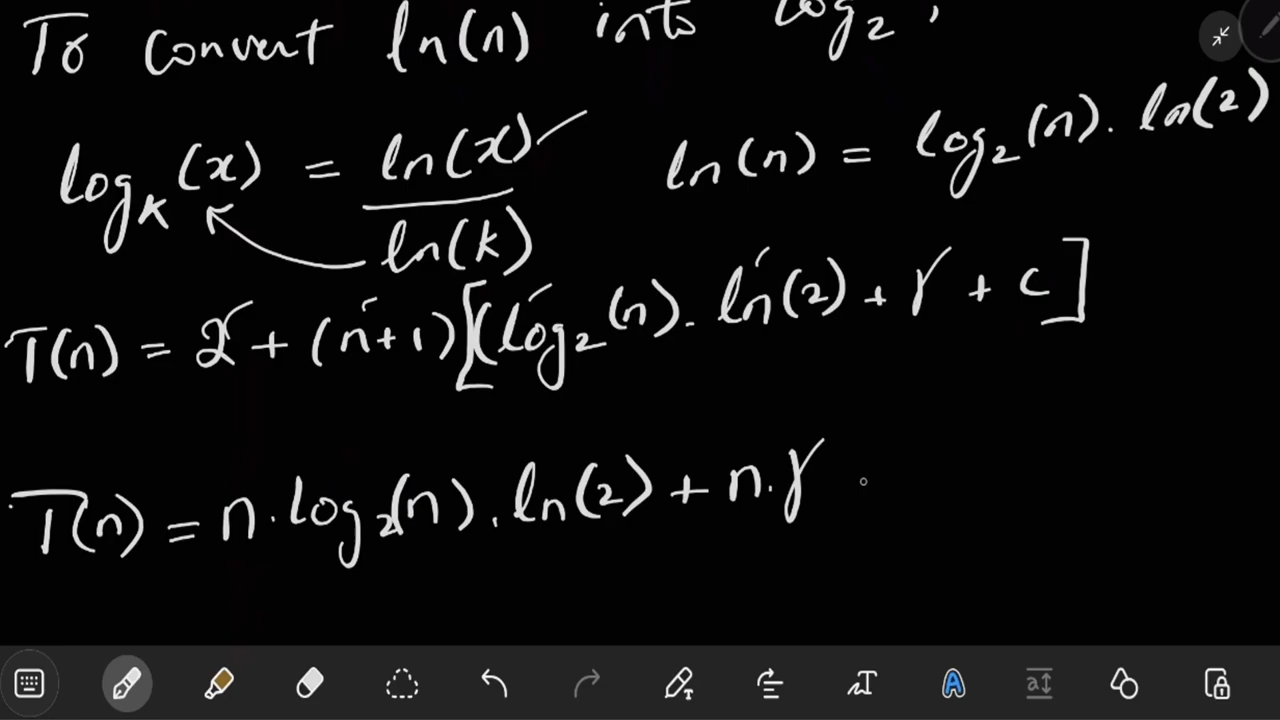 To convert ln(n) into log₂,
log_k(x) = ln(x) / ln(k)
ln(n) = log₂(n). ln(2)
T(n) = 2 + (n+1)[(log₂(n). ln(2) + γ + c]
T(n) = n.log₂(n). ln(2) + n.γ